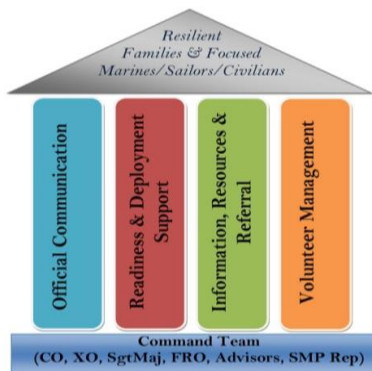 Resilient
Families & Focused
Marines/Sailors/Civilians
Official Communication
Readiness & Deployment
Support
Information, Resources &
Referral
Volunteer Management
Command Team
(CO, XO, SgtMaj, FRO, Advisors, SMP Rep)